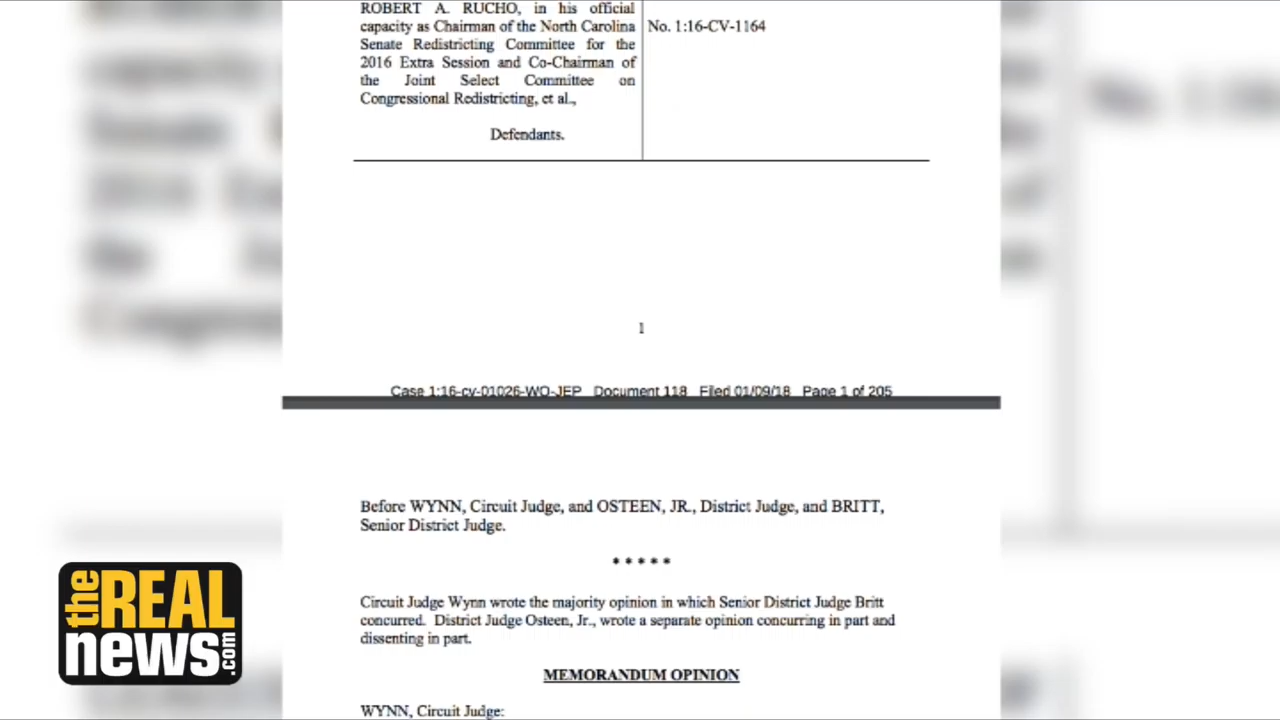 ROBERT A. RUCHO, in his official
capacity as Chairman of the North Carolina
Senate Redistricting Committee for the
2016 Extra Session and Co-Chairman of
the Joint Select Committee on
Congressional Redistricting, et al.,
Defendants.
No. 1:16-CV-1164
1
Case 1:16-cv-01026-WO-JEP Document 118 Filed 01/09/18 Page 1 of 205
Before WYNN, Circuit Judge, and OSTEEN, JR., District Judge, and BRITT,
Senior District Judge.
* * * * *
Circuit Judge Wynn wrote the majority opinion in which Senior District Judge Britt
concurred. District Judge Osteen, Jr., wrote a separate opinion concurring in part and
dissenting in part.
MEMORANDUM OPINION
WYNN, Circuit Judge:
the REAL
news.com